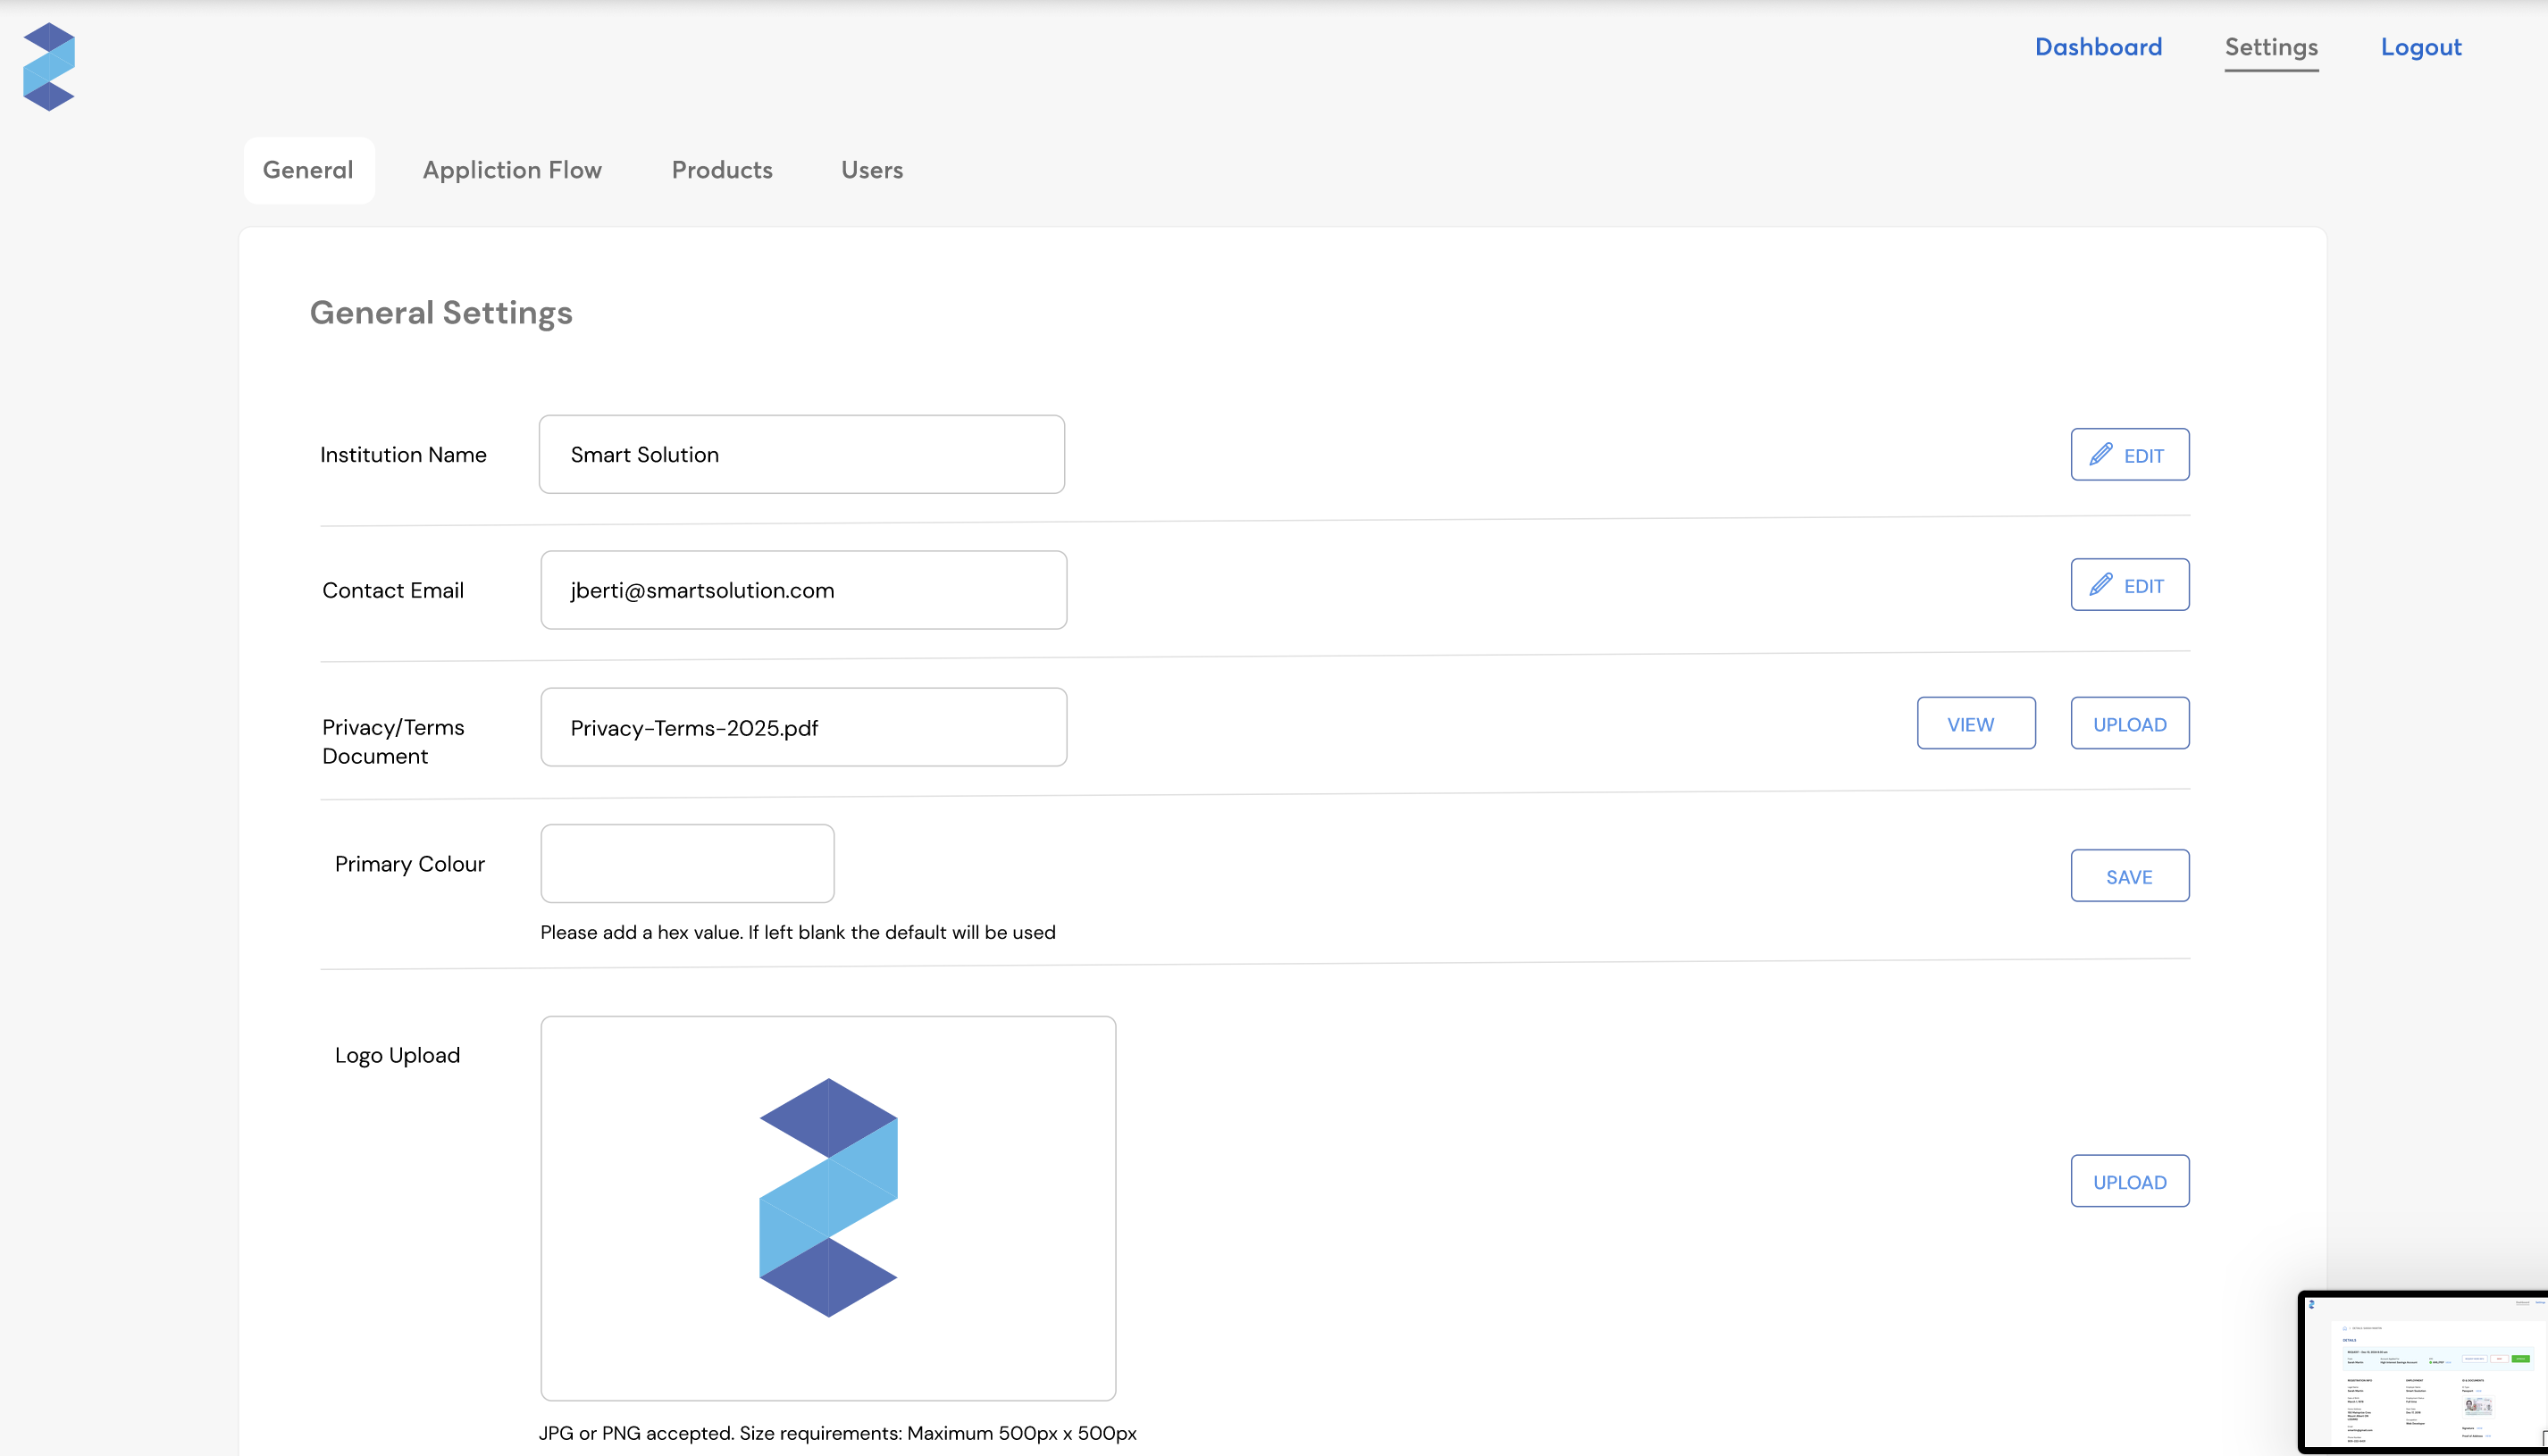 Dashboard Settings Logout
General Appliction Flow Products Users
General Settings
Institution Name Smart Solution EDIT
Contact Email jberti@smartsolution.com EDIT
Privacy/Terms
Document
Privacy-Terms-2025.pdf VIEW UPLOAD
Primary Colour SAVE
Please add a hex value. If left blank the default will be used
Logo Upload
UPLOAD
JPG or PNG accepted. Size requirements: Maximum 500px x 500px